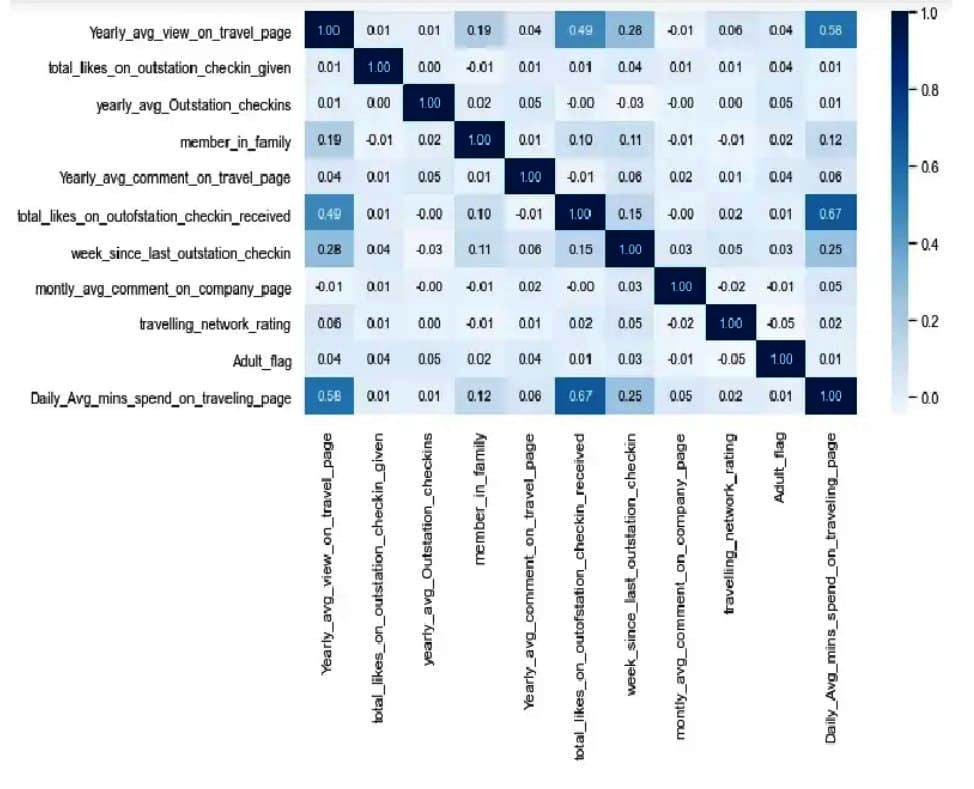 Yearly_avg_view_on_travel_page 1.00 0.01 0.01 0.19 0.04 0.49 0.28 -0.01 0.06 0.04 0.58
total_likes_on_outstation_checkin_given 0.01 1.00 0.00 -0.01 0.01 0.01 0.04 0.01 0.01 0.04 0.01
yearly_avg_Outstation_checkins 0.01 0.00 1.00 0.02 0.05 -0.00 -0.03 -0.00 0.00 0.05 0.01
member_in_family 0.19 -0.01 0.02 1.00 0.01 0.10 0.11 -0.01 -0.01 0.02 0.12
Yearly_avg_comment_on_travel_page 0.04 0.01 0.05 0.01 1.00 -0.01 0.06 0.02 0.01 0.04 0.06
total_likes_on_outofstation_checkin_received 0.49 0.01 -0.00 0.10 -0.01 1.00 0.15 -0.00 0.02 0.01 0.67
week_since_last_outstation_checkin 0.28 0.04 -0.03 0.11 0.06 0.15 1.00 0.03 0.05 0.03 0.25
montly_avg_comment_on_company_page -0.01 0.01 -0.00 -0.01 0.02 -0.00 0.03 1.00 -0.02 -0.01 0.05
travelling_network_rating 0.06 0.01 0.00 -0.01 0.01 0.02 0.05 -0.02 1.00 -0.05 0.02
Adult_flag 0.04 0.04 0.05 0.02 0.04 0.01 0.03 -0.01 -0.05 1.00 0.01
Daily_Avg_mins_spend_on_traveling_page 0.58 0.01 0.01 0.12 0.06 0.67 0.25 0.05 0.02 0.01 1.00
Yearly_avg_view_on_travel_page
total_likes_on_outstation_checkin_given
yearly_avg_Outstation_checkins
member_in_family
Yearly_avg_comment_on_travel_page
total_likes_on_outofstation_checkin_received
week_since_last_outstation_checkin
montly_avg_comment_on_company_page
travelling_network_rating
Adult_flag
Daily_Avg_mins_spend_on_traveling_page
1.0
0.8
0.6
0.4
0.2
0.0